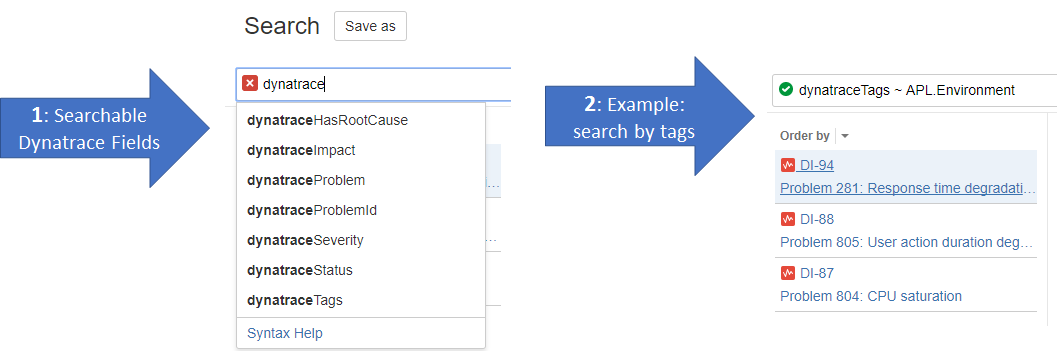 Search
Save as
1: Searchable
Dynatrace Fields
dynatrace
dynatraceHasRootCause
dynatraceImpact
dynatraceProblem
dynatraceProblemId
dynatraceSeverity
dynatraceStatus
dynatraceTags
Syntax Help
2: Example:
search by tags
dynatraceTags ~ APL.Environment
Order by
DI-94
Problem 281: Response time degradati...
DI-88
Problem 805: User action duration deg...
DI-87
Problem 804: CPU saturation